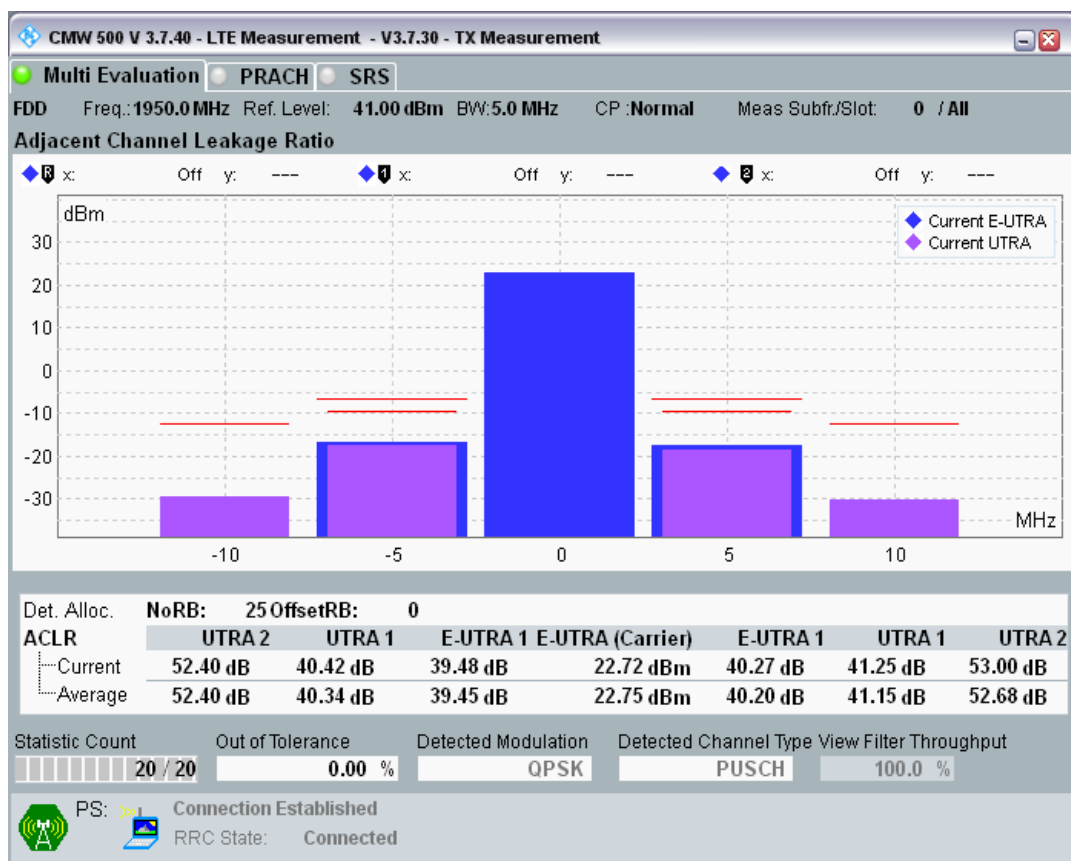 CMW 500 V 3.7.40 - LTE Measurement - V3.7.30 - TX Measurement
Multi Evaluation PRACH SRS
FDD Freq.: 1950.0 MHz Ref. Level: 41.00 dBm BW: 5.0 MHz CP : Normal Meas Subfr./Slot: 0 / All
Adjacent Channel Leakage Ratio
R x: Off y: --- 1 x: Off y: --- 2 x: Off y: ---
dBm
Current E-UTRA
Current UTRA
30
20
10
0
-10
-20
-30
MHz
-10 -5 0 5 10
Det. Alloc. NoRB: 25 OffsetRB: 0
ACLR UTRA 2 UTRA 1 E-UTRA 1 E-UTRA (Carrier) E-UTRA 1 UTRA 1 UTRA 2
Current 52.40 dB 40.42 dB 39.48 dB 22.72 dBm 40.27 dB 41.25 dB 53.00 dB
Average 52.40 dB 40.34 dB 39.45 dB 22.75 dBm 40.20 dB 41.15 dB 52.68 dB
Statistic Count Out of Tolerance Detected Modulation Detected Channel Type View Filter Throughput
20 / 20 0.00 % QPSK PUSCH 100.0 %
PS: Connection Established
RRC State: Connected